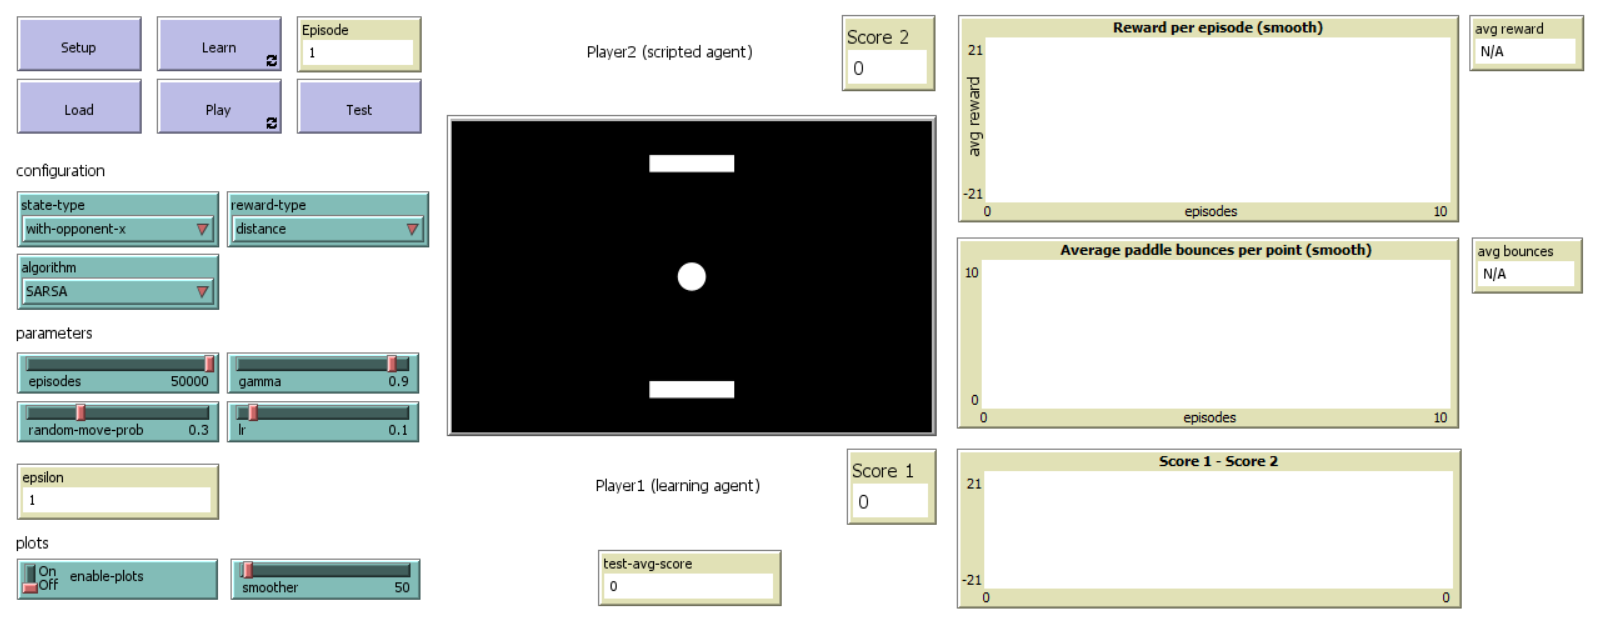 Setup
Learn
Episode
1
Load
Play
Test
configuration
state-type
with-opponent-x
reward-type
distance
algorithm
SARSA
parameters
episodes 50000
gamma 0.9
random-move-prob 0.3
lr 0.1
epsilon
1
plots
On
Off
enable-plots
smoother 50
Player2 (scripted agent)
Score 2
0
Player1 (learning agent)
Score 1
0
test-avg-score
0
Reward per episode (smooth)
21
avg reward
-21
0 episodes 10
avg reward
N/A
Average paddle bounces per point (smooth)
10
0
0 episodes 10
avg bounces
N/A
Score 1 - Score 2
21
-21
0 0